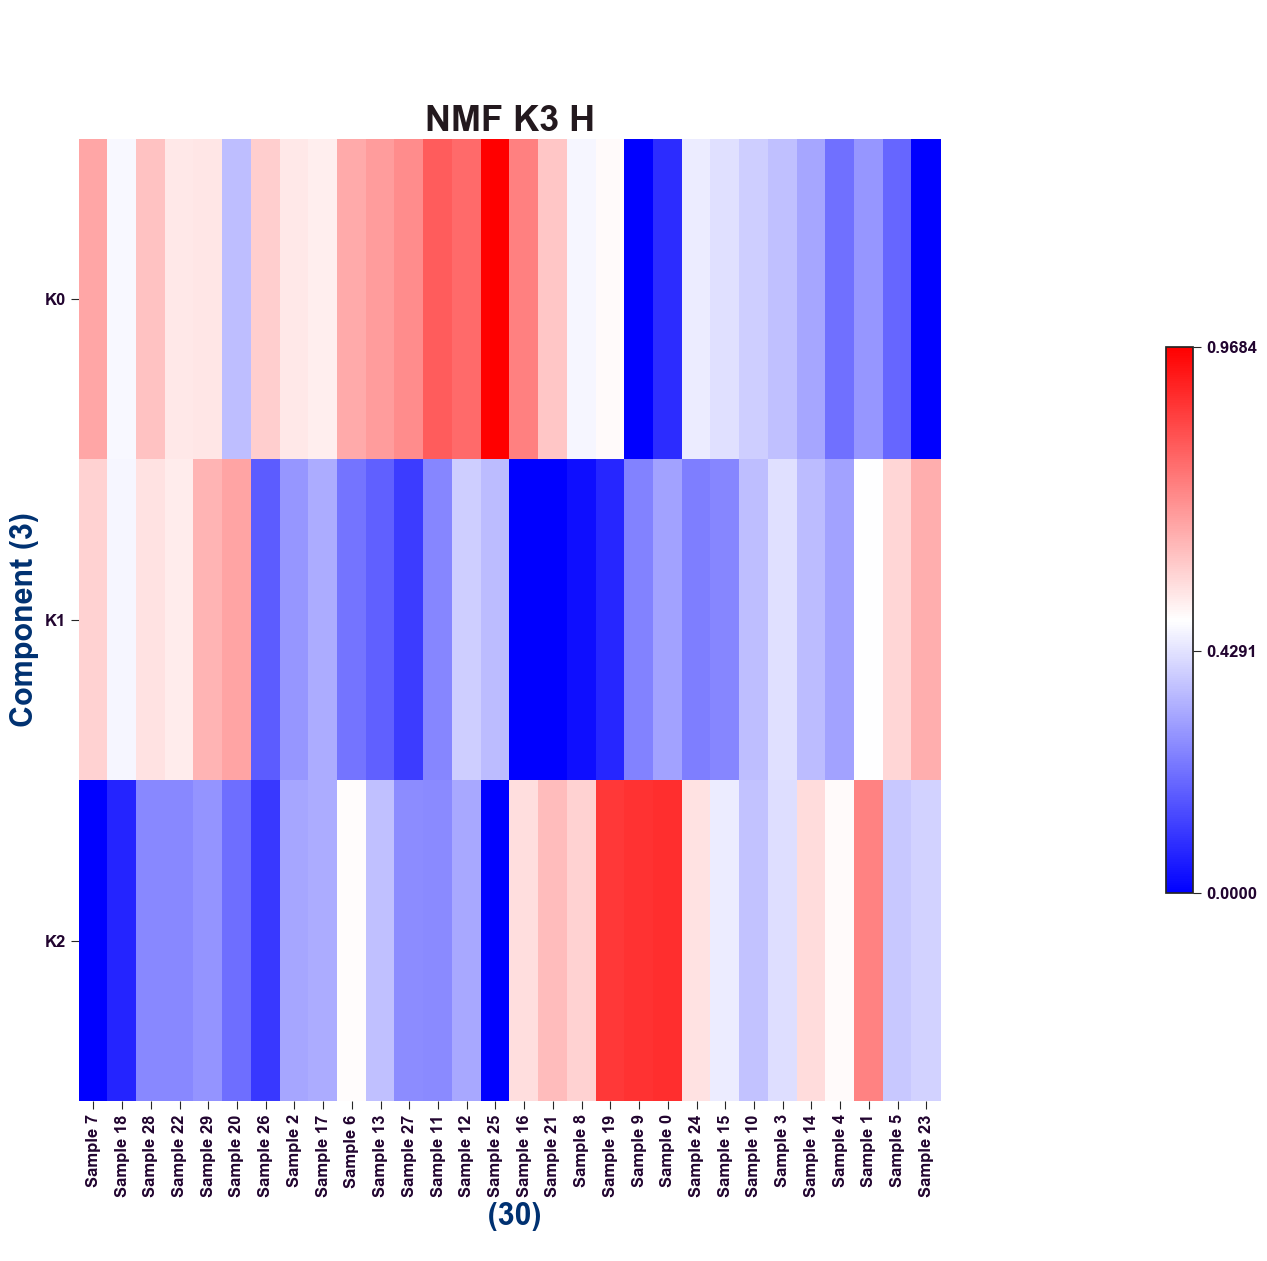 NMF K3 H
K0
K1
K2
Component (3)
0.9684
0.4291
0.0000
Sample 7
Sample 18
Sample 28
Sample 22
Sample 29
Sample 20
Sample 26
Sample 2
Sample 17
Sample 6
Sample 13
Sample 27
Sample 11
Sample 12
Sample 25
Sample 16
Sample 21
Sample 8
Sample 19
Sample 9
Sample 0
Sample 24
Sample 15
Sample 10
Sample 3
Sample 14
Sample 4
Sample 1
Sample 5
Sample 23
(30)